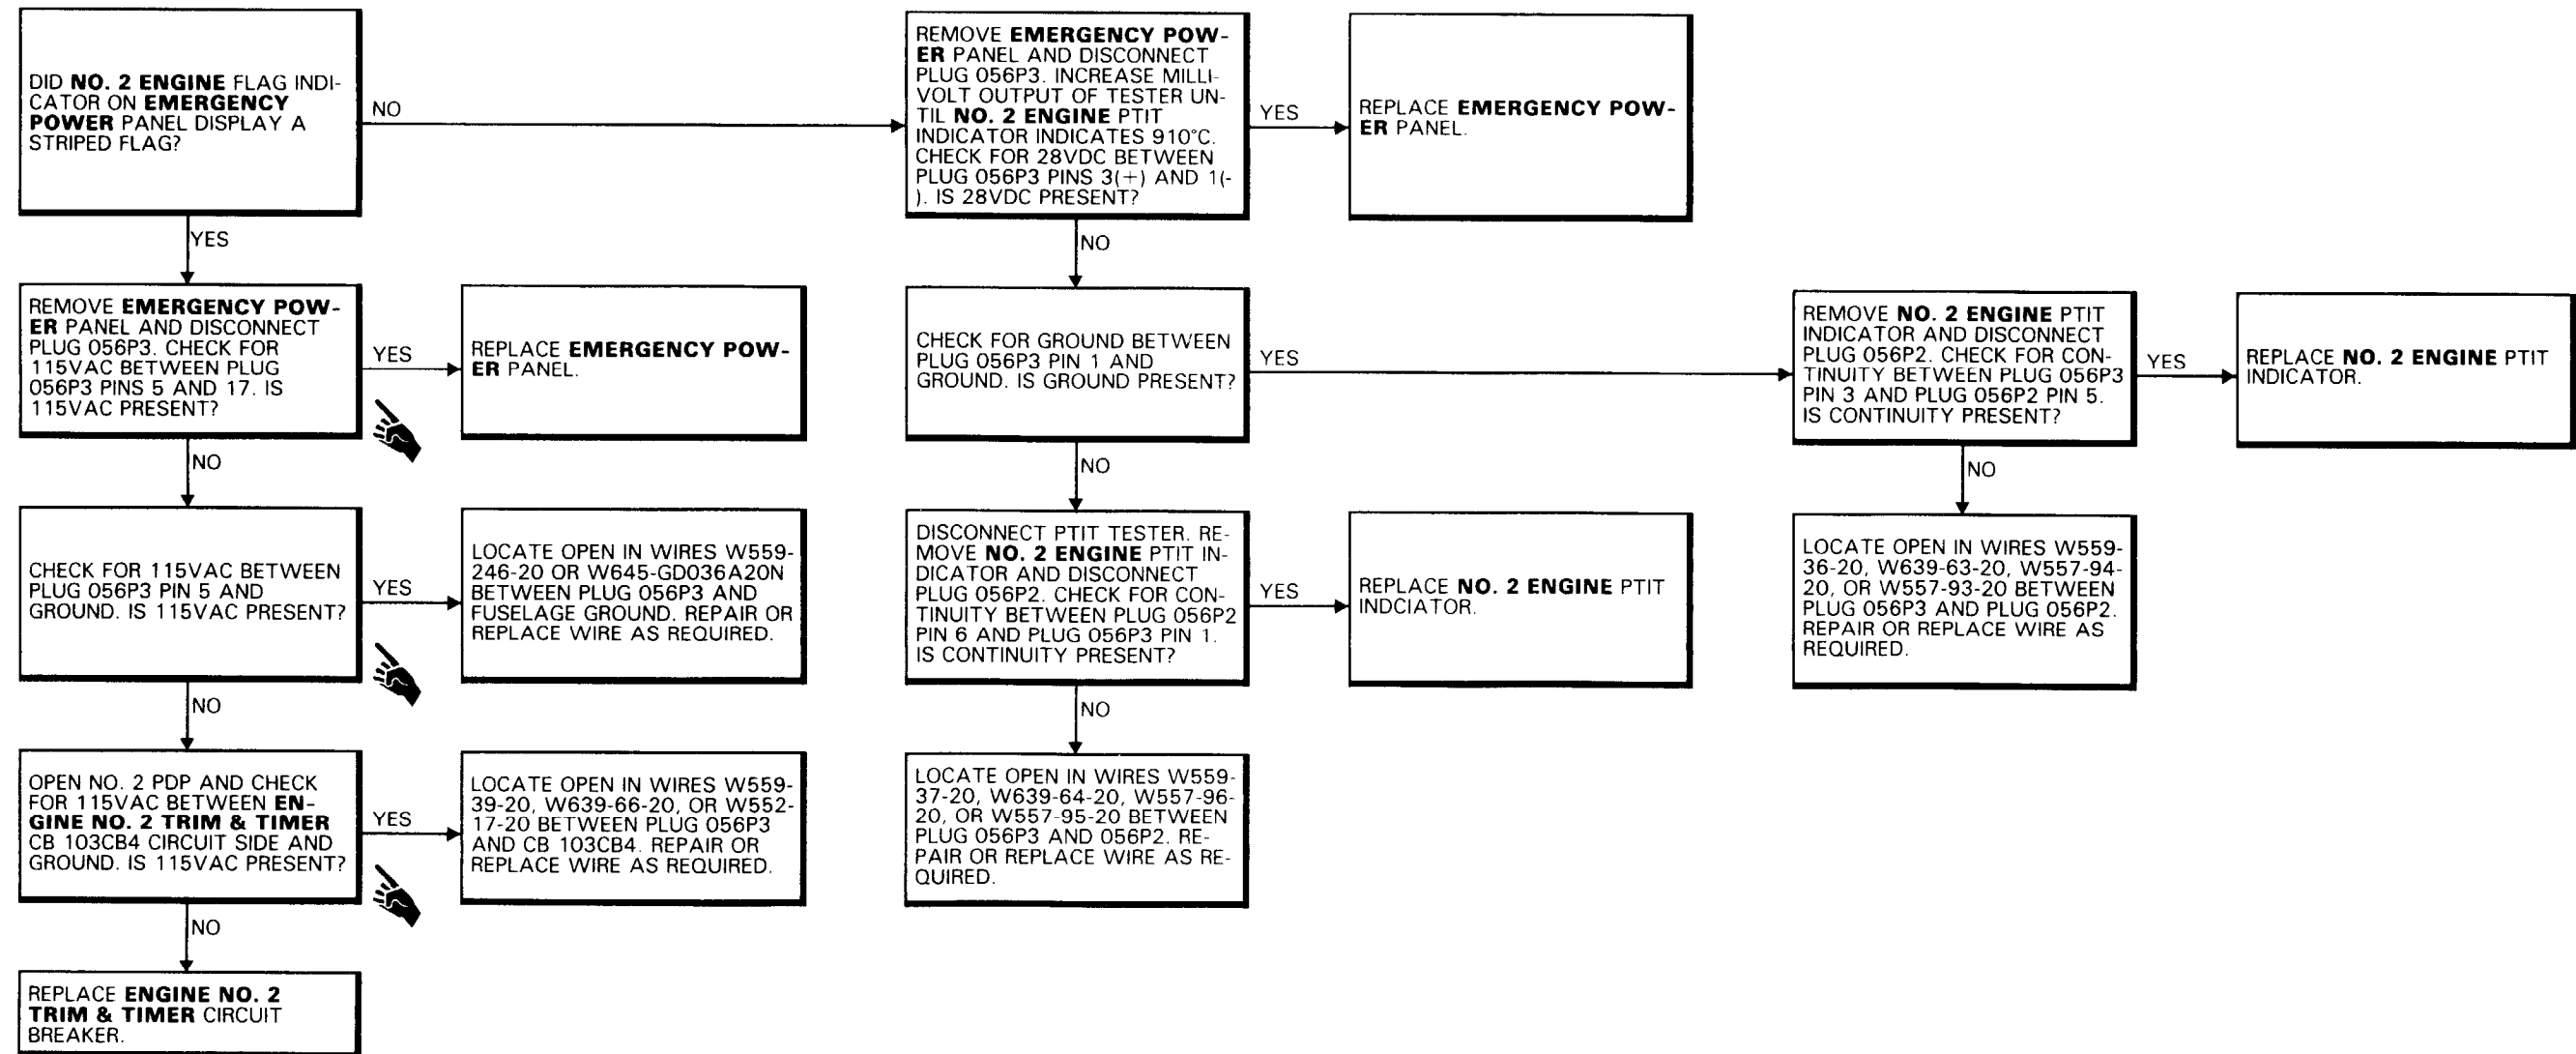 DID NO. 2 ENGINE FLAG INDI-
CATOR ON EMERGENCY
POWER PANEL DISPLAY A
STRIPED FLAG?
NO
REMOVE EMERGENCY POW-
ER PANEL AND DISCONNECT
PLUG 056P3. INCREASE MILLI-
VOLT OUTPUT OF TESTER UN-
TIL NO. 2 ENGINE PTIT
INDICATOR INDICATES 910°C.
CHECK FOR 28VDC BETWEEN
PLUG 056P3 PINS 3(+) AND 1(-
). IS 28VDC PRESENT?
YES
REPLACE EMERGENCY POW-
ER PANEL.
YES
NO
REMOVE EMERGENCY POW-
ER PANEL AND DISCONNECT
PLUG 056P3. CHECK FOR
115VAC BETWEEN PLUG
056P3 PINS 5 AND 17. IS
115VAC PRESENT?
YES
REPLACE EMERGENCY POW-
ER PANEL.
CHECK FOR GROUND BETWEEN
PLUG 056P3 PIN 1 AND
GROUND. IS GROUND PRESENT?
YES
REMOVE NO. 2 ENGINE PTIT
INDICATOR AND DISCONNECT
PLUG 056P2. CHECK FOR CON-
TINUITY BETWEEN PLUG 056P3
PIN 3 AND PLUG 056P2 PIN 5.
IS CONTINUITY PRESENT?
YES
REPLACE NO. 2 ENGINE PTIT
INDICATOR.
NO
NO
NO
CHECK FOR 115VAC BETWEEN
PLUG 056P3 PIN 5 AND
GROUND. IS 115VAC PRESENT?
YES
LOCATE OPEN IN WIRES W559-
246-20 OR W645-GD036A20N
BETWEEN PLUG 056P3 AND
FUSELAGE GROUND. REPAIR OR
REPLACE WIRE AS REQUIRED.
DISCONNECT PTIT TESTER. RE-
MOVE NO. 2 ENGINE PTIT IN-
DICATOR AND DISCONNECT
PLUG 056P2. CHECK FOR CON-
TINUITY BETWEEN PLUG 056P2
PIN 6 AND PLUG 056P3 PIN 1.
IS CONTINUITY PRESENT?
YES
REPLACE NO. 2 ENGINE PTIT
INDCIATOR.
LOCATE OPEN IN WIRES W559-
36-20, W639-63-20, W557-94-
20, OR W557-93-20 BETWEEN
PLUG 056P3 AND PLUG 056P2.
REPAIR OR REPLACE WIRE AS
REQUIRED.
NO
NO
OPEN NO. 2 PDP AND CHECK
FOR 115VAC BETWEEN EN-
GINE NO. 2 TRIM & TIMER
CB 103CB4 CIRCUIT SIDE AND
GROUND. IS 115VAC PRESENT?
YES
LOCATE OPEN IN WIRES W559-
39-20, W639-66-20, OR W552-
17-20 BETWEEN PLUG 056P3
AND CB 103CB4. REPAIR OR
REPLACE WIRE AS REQUIRED.
LOCATE OPEN IN WIRES W559-
37-20, W639-64-20, W557-96-
20, OR W557-95-20 BETWEEN
PLUG 056P3 AND 056P2. RE-
PAIR OR REPLACE WIRE AS RE-
QUIRED.
NO
REPLACE ENGINE NO. 2
TRIM & TIMER CIRCUIT
BREAKER.